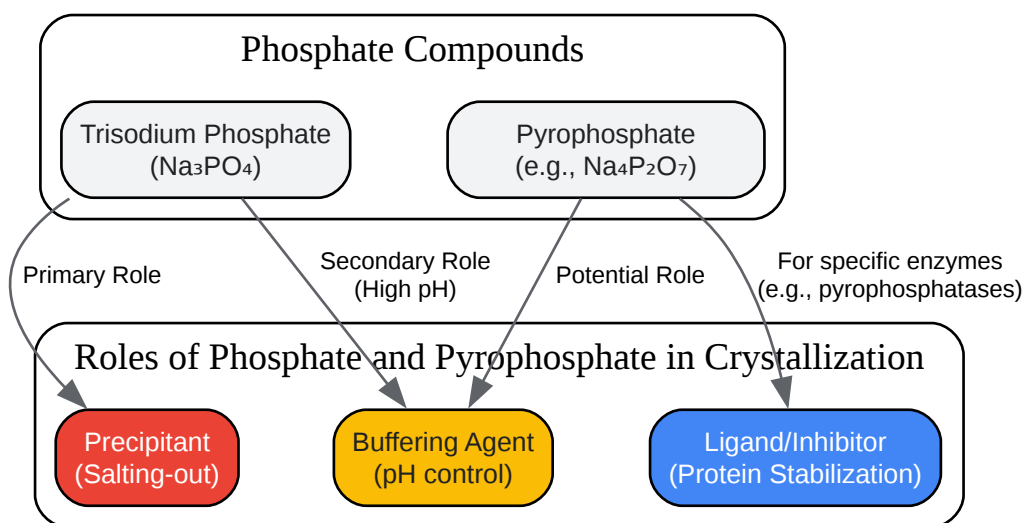 Phosphate Compounds
Trisodium Phosphate
(Na₃PO₄)
Pyrophosphate
(e.g., Na₄P₂O₇)
Primary Role
Secondary Role
(High pH)
Potential Role
For specific enzymes
(e.g., pyrophosphatases)
Roles of Phosphate and Pyrophosphate in Crystallization
Precipitant
(Salting-out)
Buffering Agent
(pH control)
Ligand/Inhibitor
(Protein Stabilization)